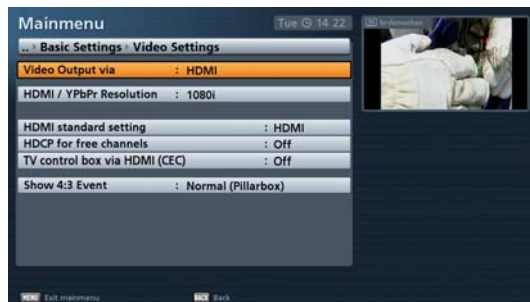 Mainmenu
Tue 14 22
.. Basic Settings Video Settings
Video Output via : HDMI
HDMI / YPbPr Resolution : 1080i
HDMI standard setting : HDMI
HDCP for free channels : Off
TV control box via HDMI (CEC) : Off
Show 4:3 Event : Normal (Pillarbox)
MENU Exit mainmenu
BACK Back